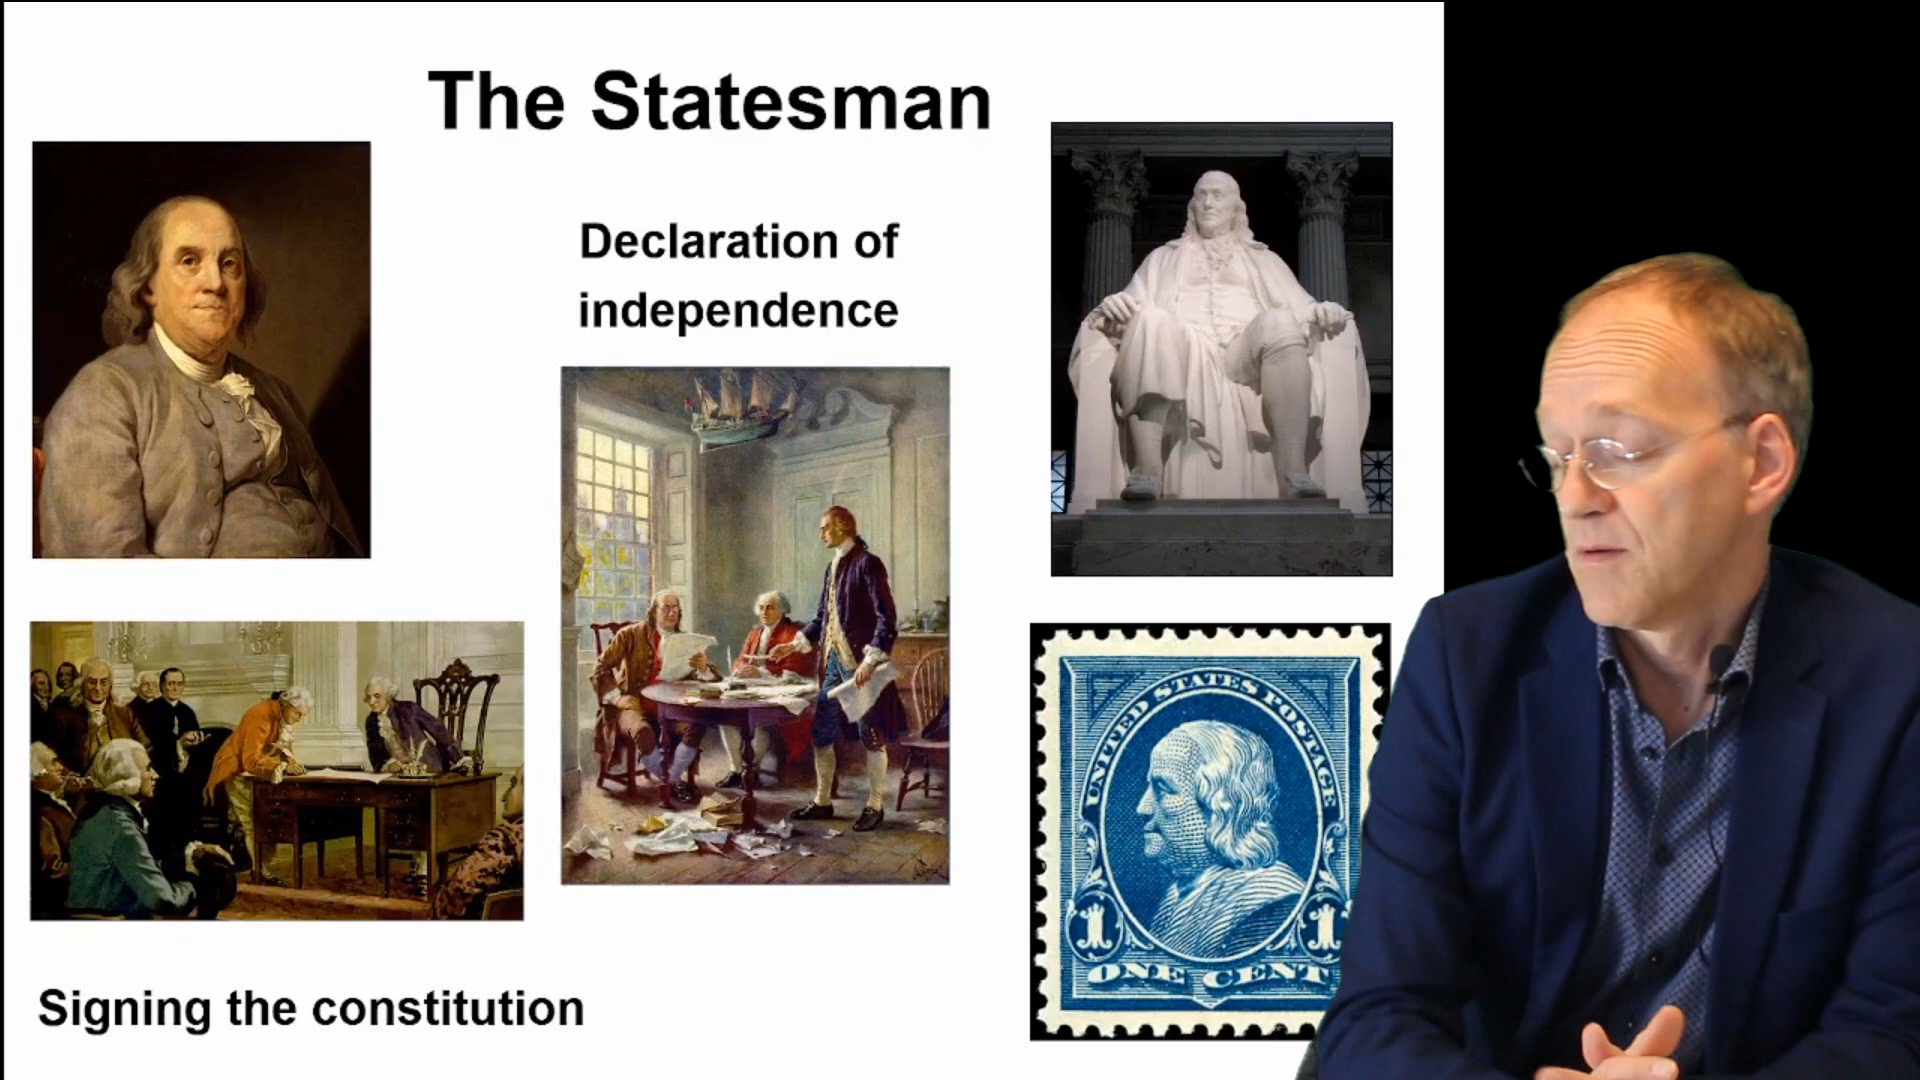 The Statesman
Declaration of
independence
UNITED STATES POSTAGE
1 1
ONE CENT
Signing the constitution